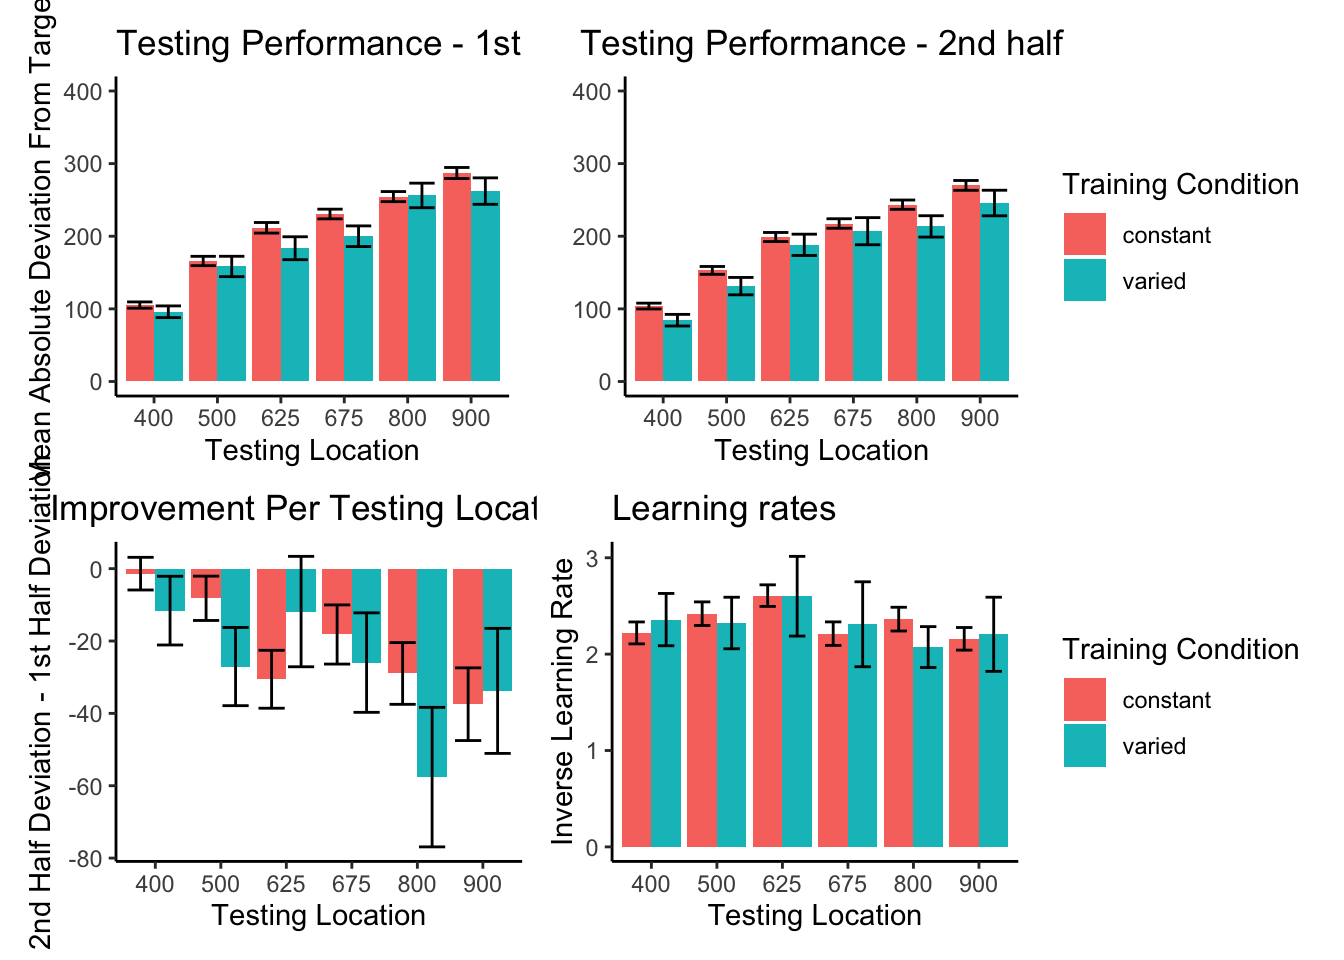 Testing Performance - 1st
Mean Absolute Deviation From Targe
400
300
200
100
0
400 500 625 675 800 900
Testing Location
Testing Performance - 2nd half
400
300
200
100
0
400 500 625 675 800 900
Testing Location
Training Condition
constant
varied
Improvement Per Testing Locat
2nd Half Deviation - 1st Half Deviation
0
-20
-40
-60
-80
400 500 625 675 800 900
Testing Location
Learning rates
Inverse Learning Rate
3
2
1
0
400 500 625 675 800 900
Testing Location
Training Condition
constant
varied